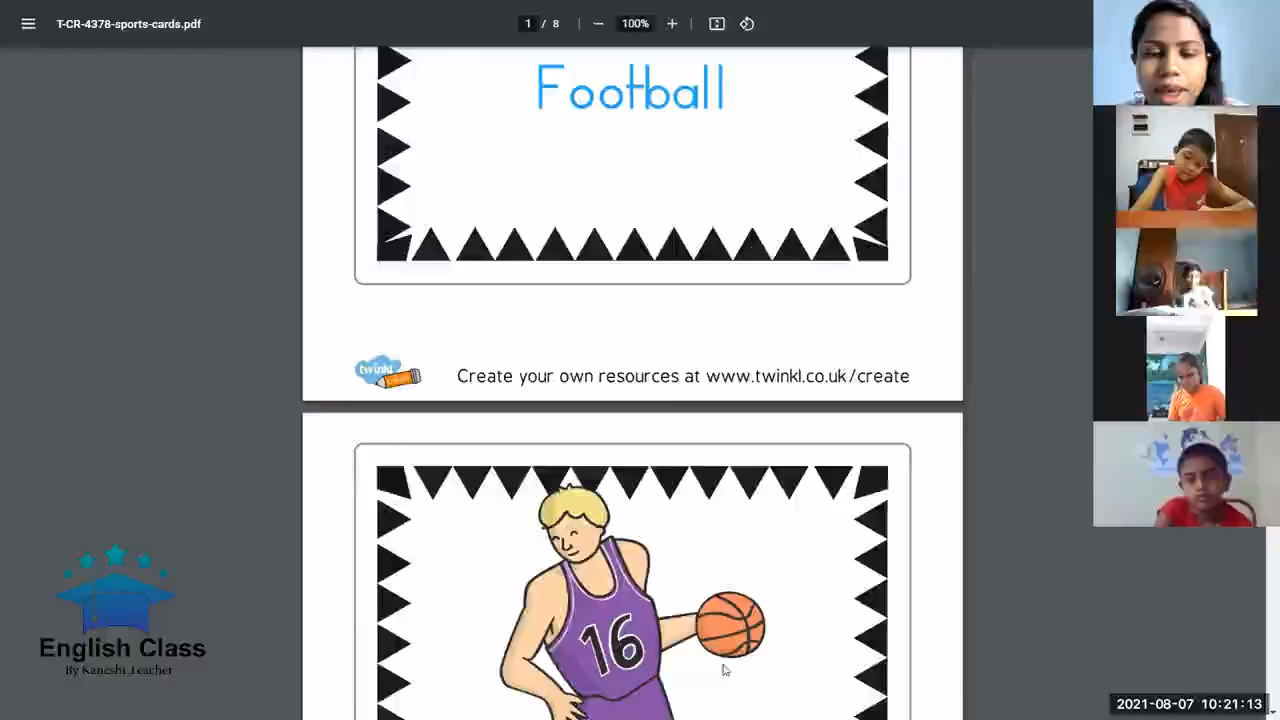 T-CR-4378-sports-cards.pdf
1 / 8
100%
Football
twinkl
Create your own resources at www.twinkl.co.uk/create
16
English Class
By Kaneshi Teacher
2021-08-07 10:21:13